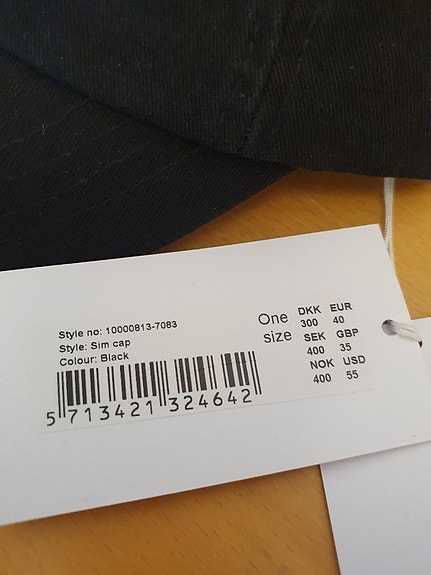 Style no: 10000813-7083
Style: Sim cap
Colour: Black
5 713421 324642
One size
DKK EUR
300 40
SEK GBP
400 35
NOK USD
400 55